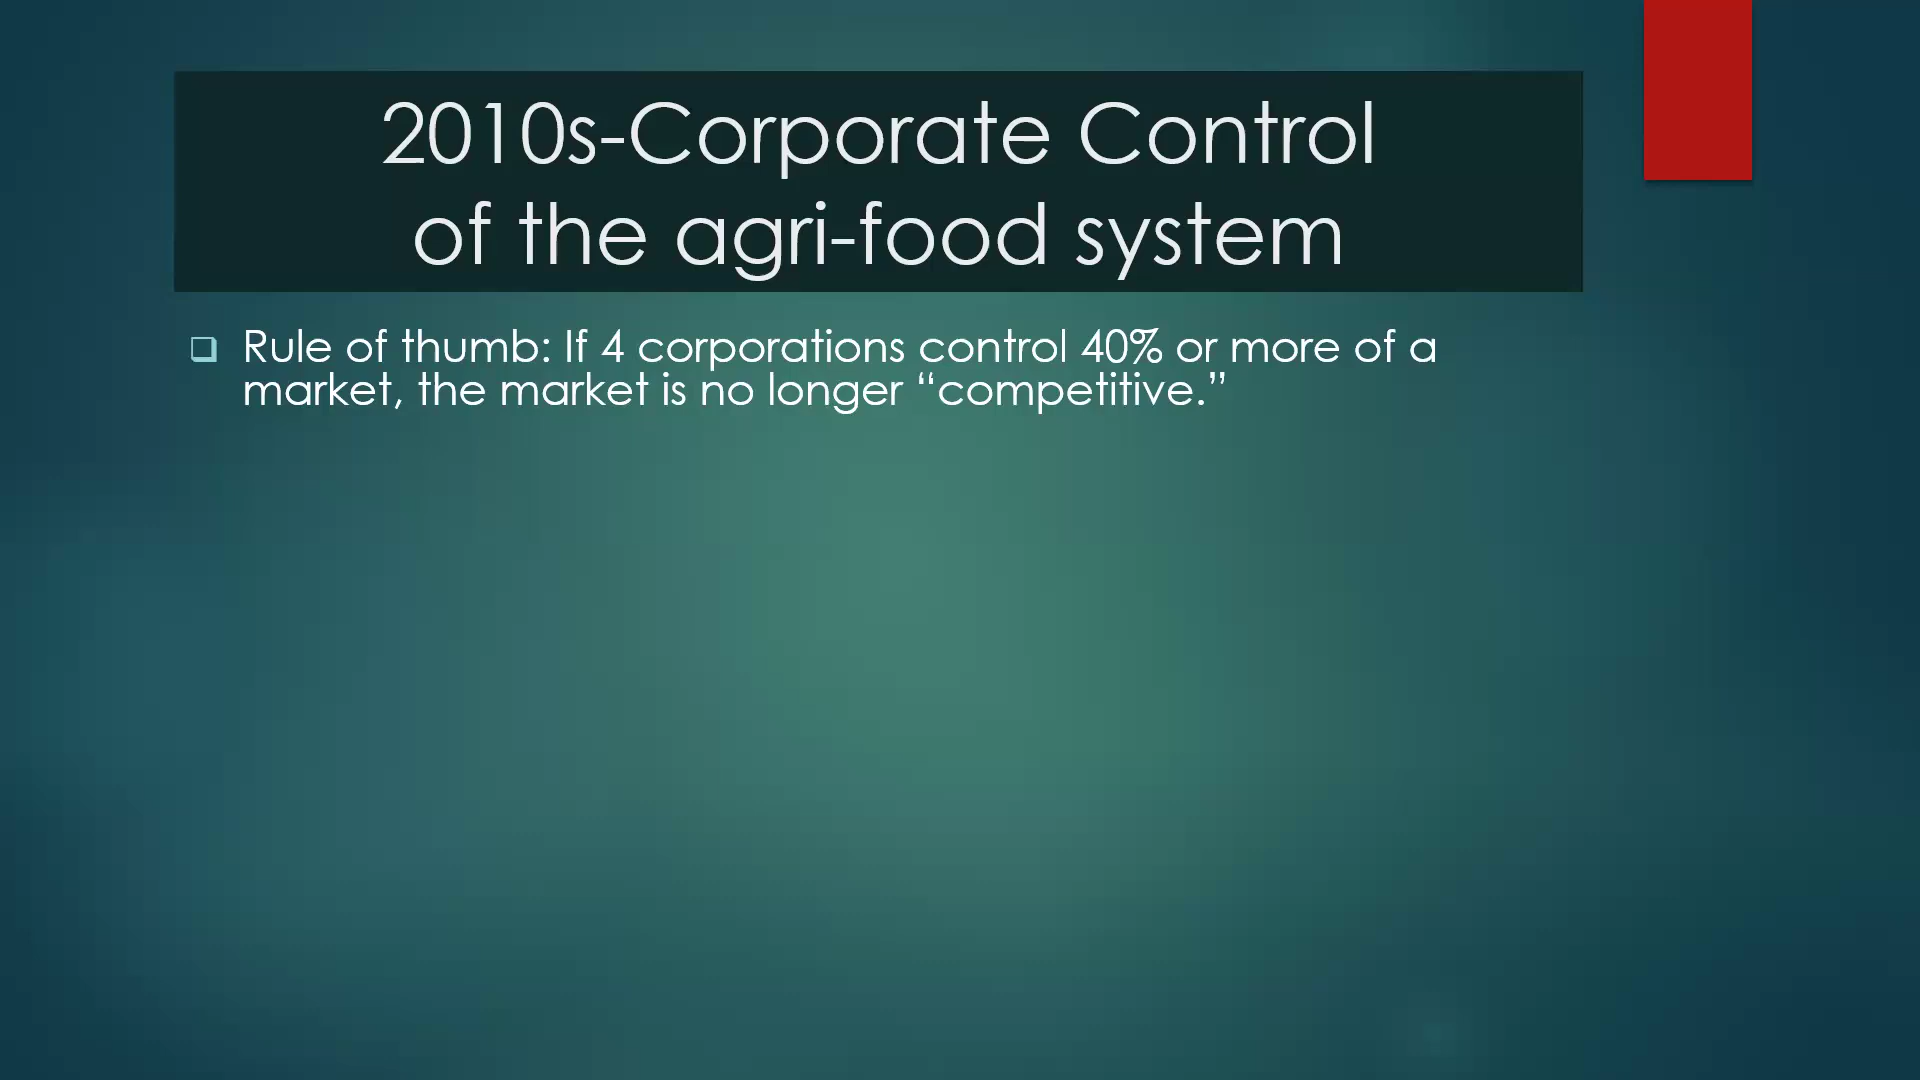 2010s-Corporate Control
of the agri-food system
Rule of thumb: If 4 corporations control 40% or more of a
market, the market is no longer “competitive.”